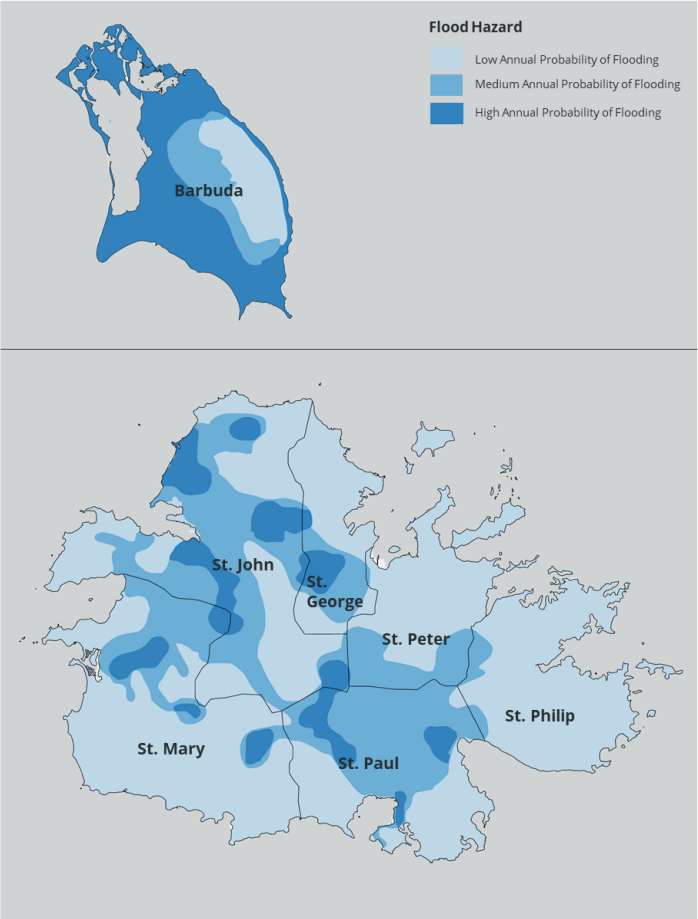 Flood Hazard
Low Annual Probability of Flooding
Medium Annual Probability of Flooding
High Annual Probability of Flooding
Barbuda
St. John
St.
George
St. Peter
St. Philip
St. Mary
St. Paul